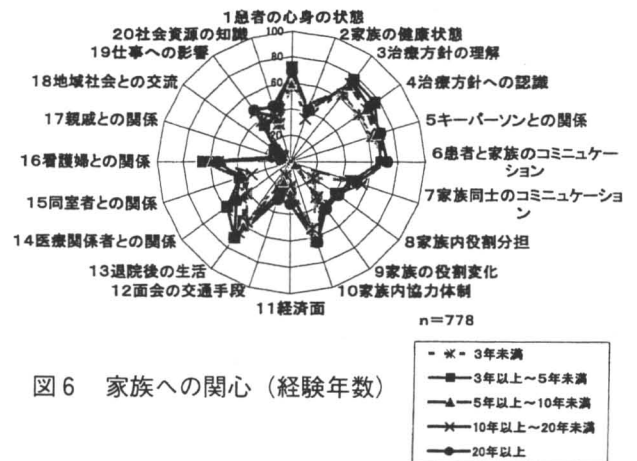 1患者の心身の状態
2家族の健康状態
3治療方針の理解
4治療方針への認識
5キーパーソンとの関係
6患者と家族のコミニュケー
ション
7家族同士のコミニュケーショ
ン
8家族内役割分担
9家族の役割変化
10家族内協力体制
11経済面
12面会の交通手段
13退院後の生活
14医療関係者との関係
15同室者との関係
16看護婦との関係
17親戚との関係
18地域社会との交流
19仕事への影響
20社会資源の知識
100
80
60
20
n=778
3年未満
3年以上～5年未満
5年以上～10年未満
10年以上～20年未満
20年以上
図6 家族への関心（経験年数）